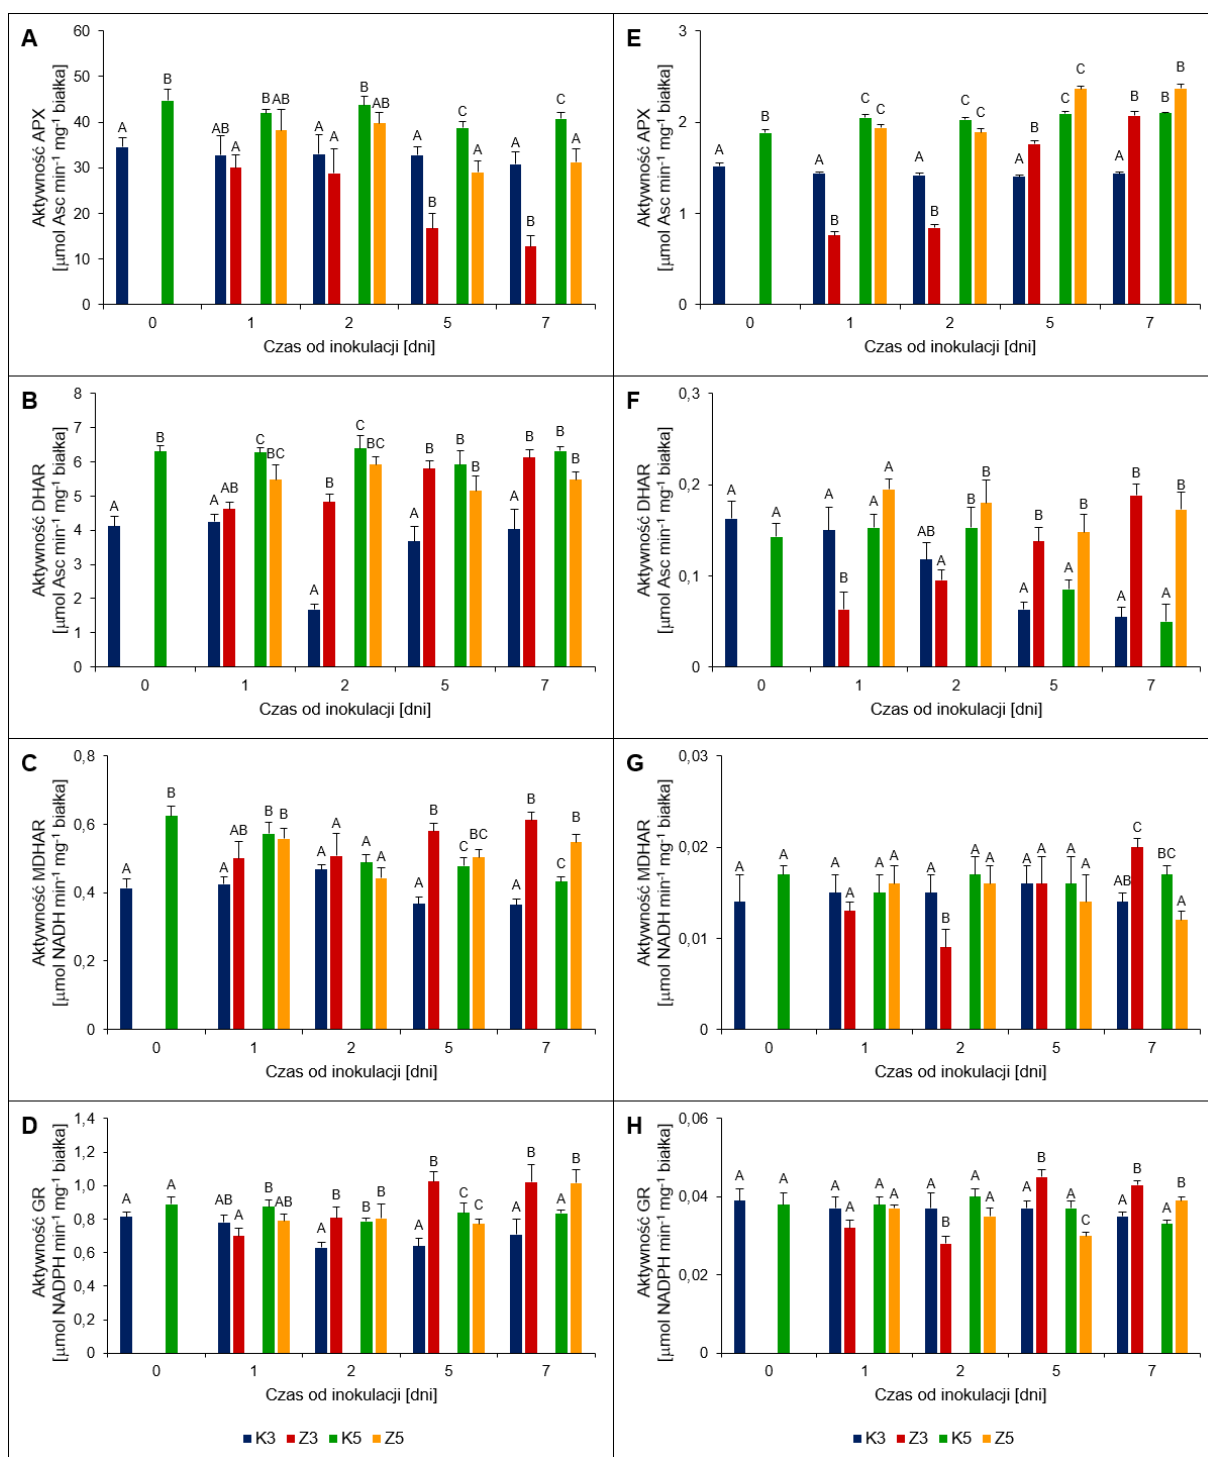 A
Aktywność APX
[µmol Asc min⁻¹ mg⁻¹ białka]
60
50
40
30
20
10
0
A B AB A B AB A A B AB A B C A A B C A
0 1 2 5 7
Czas od inokulacji [dni]
E
Aktywność APX
[µmol Asc min⁻¹ mg⁻¹ białka]
3
2
1
0
A B A B C C A B C C A B C C A B B B
0 1 2 5 7
Czas od inokulacji [dni]
B
Aktywność DHAR
[µmol Asc min⁻¹ mg⁻¹ białka]
8
7
6
5
4
3
2
1
0
A B A AB C BC A B C BC A B B B A B B B
0 1 2 5 7
Czas od inokulacji [dni]
F
Aktywność DHAR
[µmol Asc min⁻¹ mg⁻¹ białka]
0,3
0,2
0,1
0
A A A B A A AB A B B A B A B A B A B
0 1 2 5 7
Czas od inokulacji [dni]
C
Aktywność MDHAR
[µmol NADH min⁻¹ mg⁻¹ białka]
0,8
0,6
0,4
0,2
0
A B A AB B B A A A A A B C BC A B C B
0 1 2 5 7
Czas od inokulacji [dni]
G
Aktywność MDHAR
[µmol NADH min⁻¹ mg⁻¹ białka]
0,03
0,02
0,01
0
A A A A A A A B A A A A A A AB C BC A
0 1 2 5 7
Czas od inokulacji [dni]
D
Aktywność GR
[µmol NADPH min⁻¹ mg⁻¹ białka]
1,4
1,2
1,0
0,8
0,6
0,4
0,2
0
A A AB A B AB A B B B A B C C A B A B
0 1 2 5 7
Czas od inokulacji [dni]
H
Aktywność GR
[µmol NADPH min⁻¹ mg⁻¹ białka]
0,06
0,04
0,02
0
A A A A A A A B A A A B A C A B A B
0 1 2 5 7
Czas od inokulacji [dni]
K3 Z3 K5 Z5
K3 Z3 K5 Z5